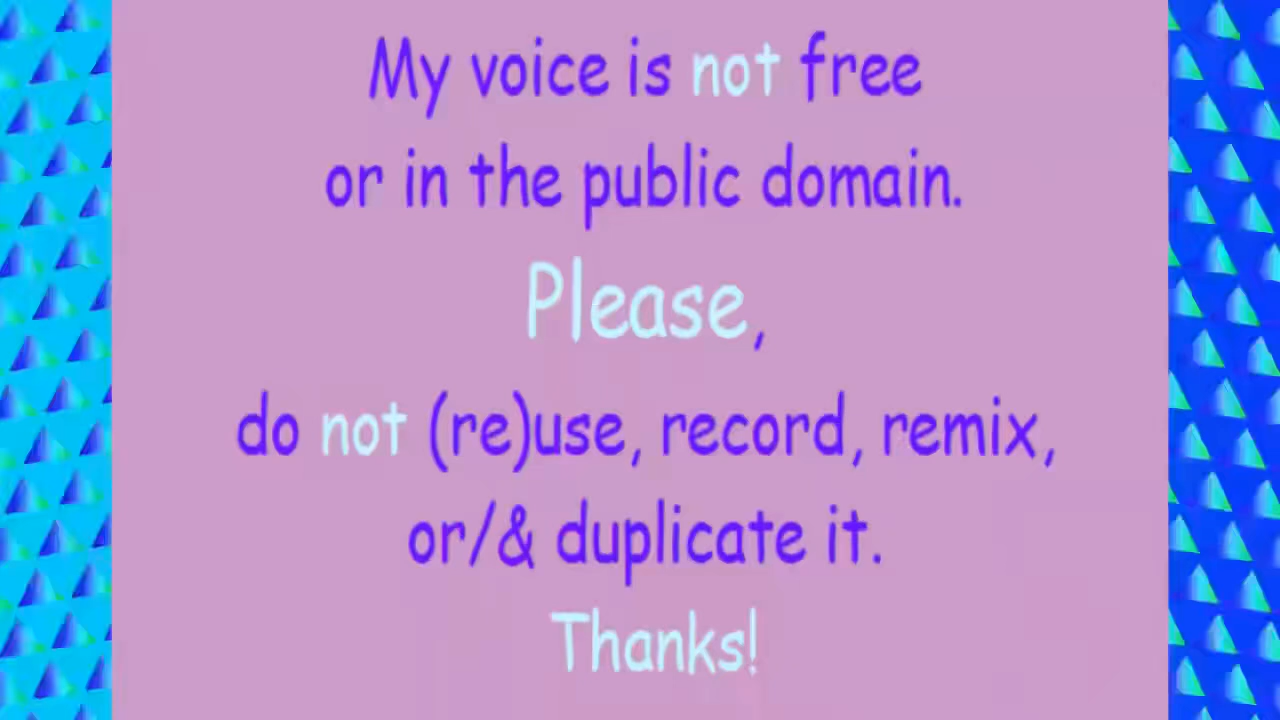 My voice is not free
or in the public domain.
Please,
do not (re)use, record, remix,
or/& duplicate it.
Thanks!